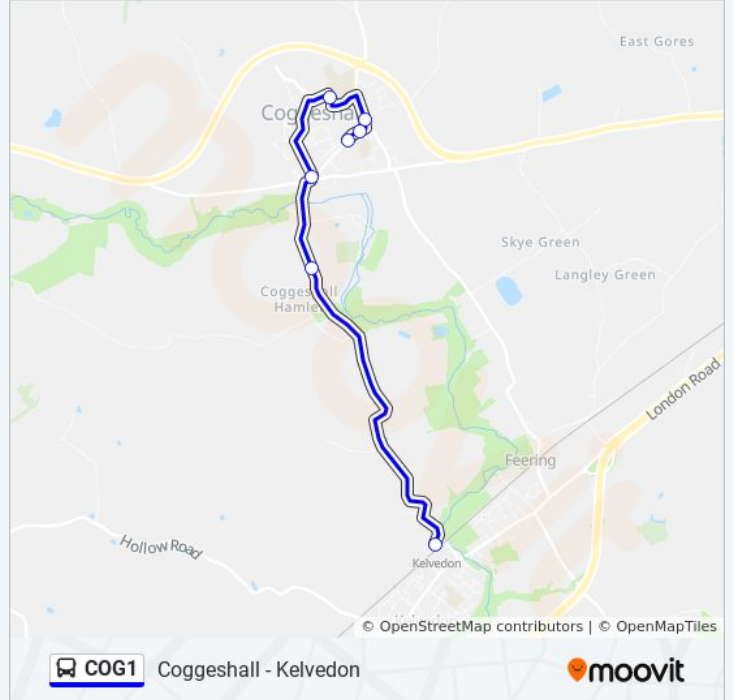 East Gores
Coggeshall
Skye Green
Langley Green
Coggeshall
Hamlet
London Road
Feering
Hollow Road
Kelvedon
© OpenStreetMap contributors | © OpenMapTiles
COG1 Coggeshall - Kelvedon
moovit